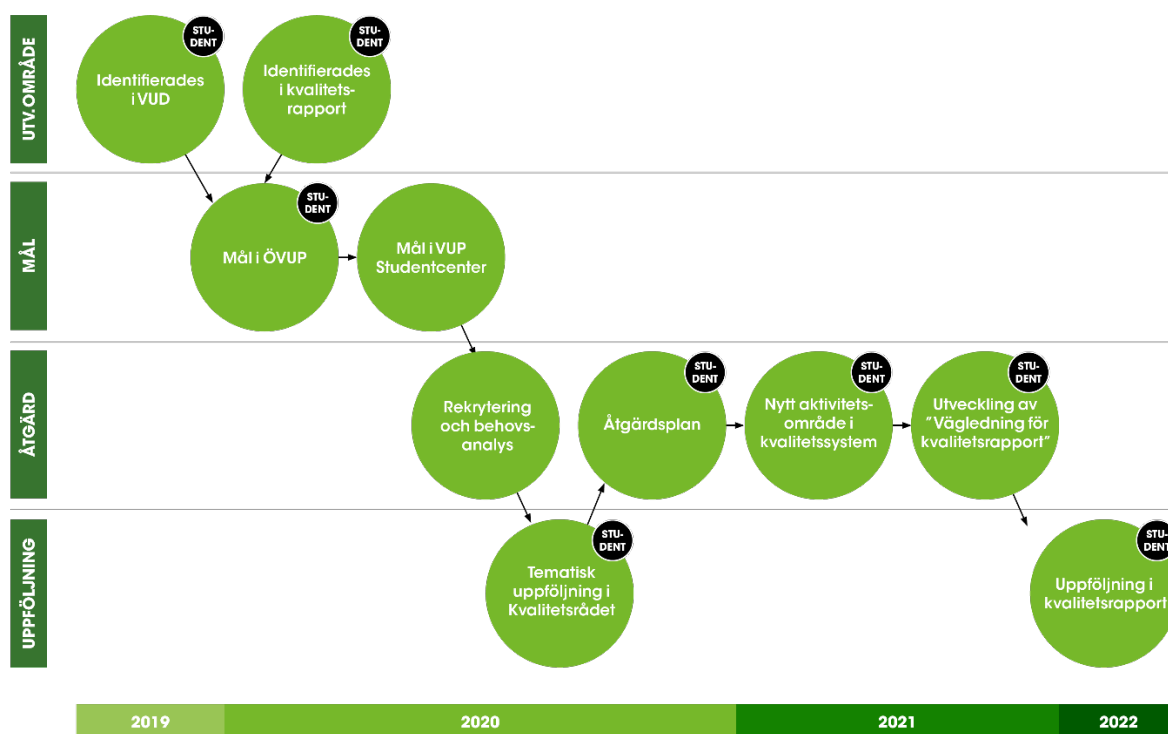 UTV.OMRÅDE
STU-
DENT
Identifierades
i VUD
STU-
DENT
Identifierades
i kvalitets-
rapport
MÅL
STU-
DENT
Mål i ÖVUP
Mål i VUP
Studentcenter
ÅTGÄRD
Rekrytering
och behovs-
analys
STU-
DENT
Åtgärdsplan
STU-
DENT
Nytt aktivitets-
område i
kvalitetssystem
STU-
DENT
Utveckling av
"Vägledning för
kvalitetsrapport"
UPPFÖLJNING
STU-
DENT
Tematisk
uppföljning i
Kvalitetsrådet
STU-
DENT
Uppföljning i
kvalitetsrapport
2019
2020
2021
2022